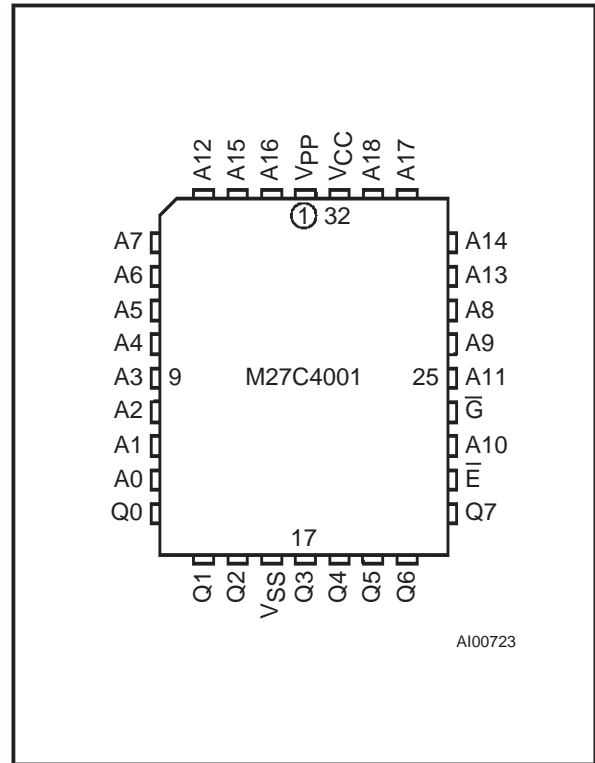 A12 A15 A16 VPP VCC A18 A17
1 32
A7 A14
A6 A13
A5 A8
A4 A9
A3 9 M27C4001 25 A11
A2 G̅
A1 A10
A0 E̅
Q0 Q7
17
Q1 Q2 VSS Q3 Q4 Q5 Q6
AI00723